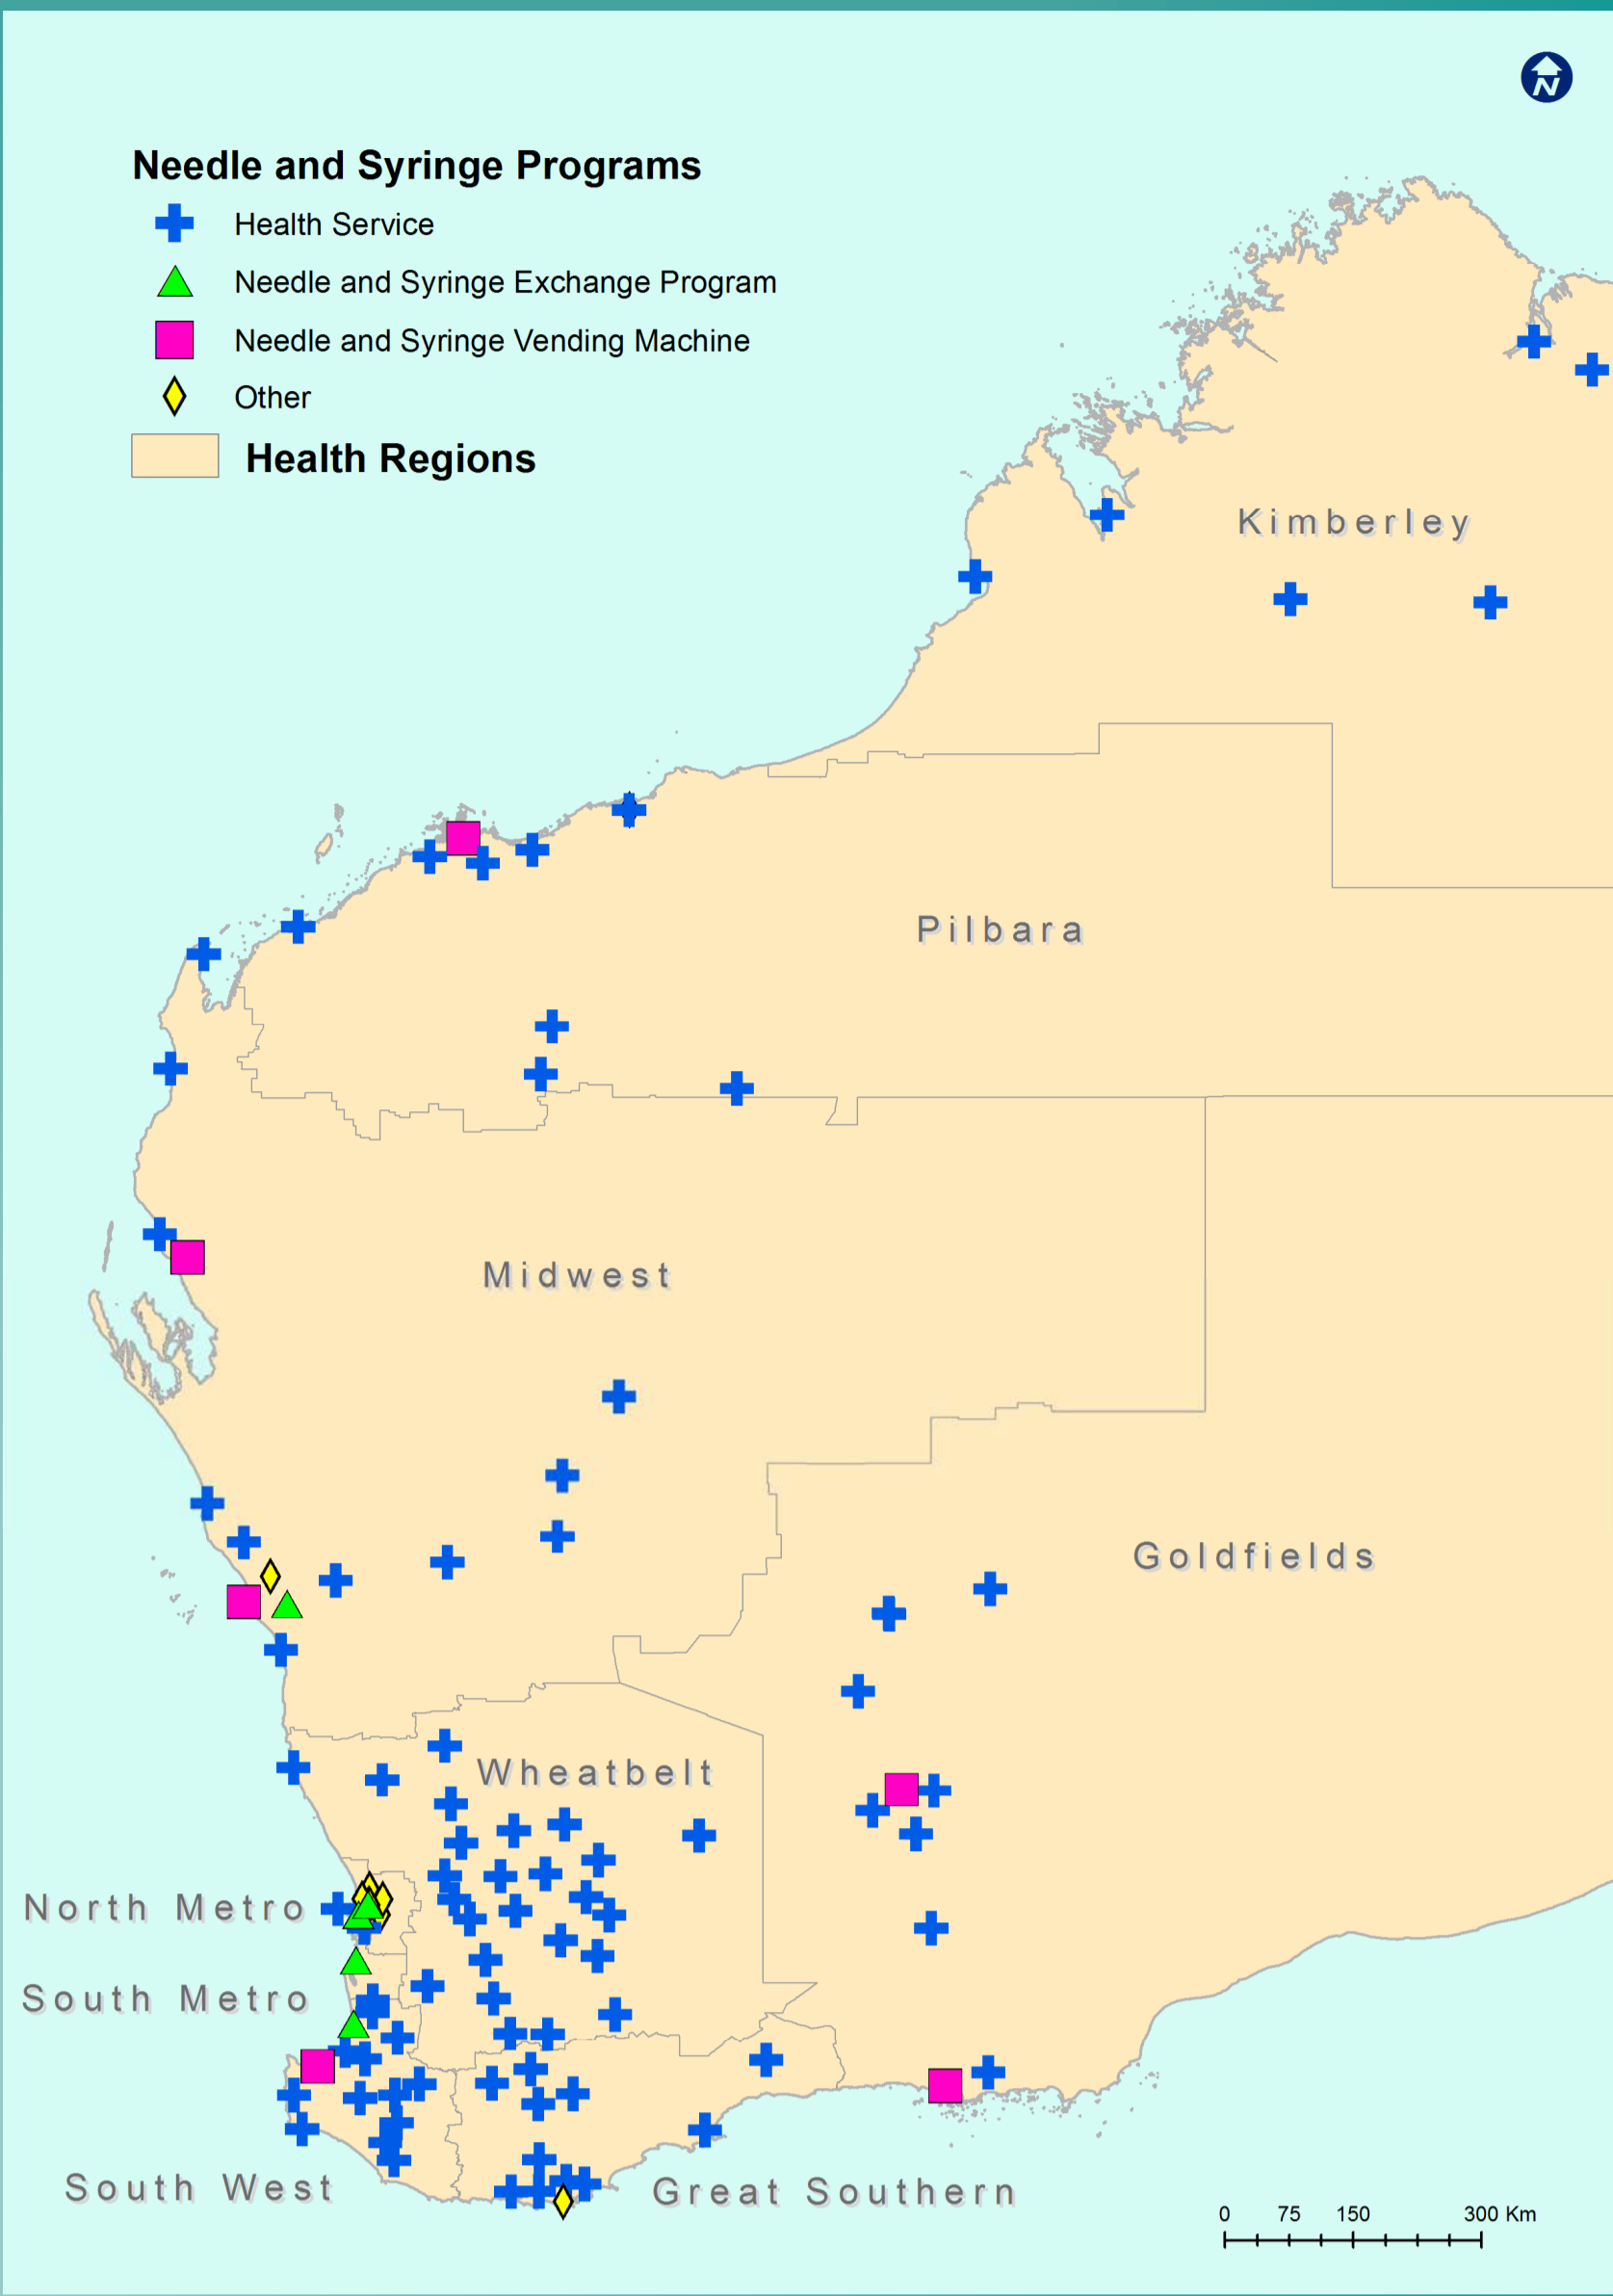 N
Needle and Syringe Programs
Health Service
Needle and Syringe Exchange Program
Needle and Syringe Vending Machine
Other
Health Regions
Kimberley
Pilbara
Midwest
Goldfields
Wheatbelt
North Metro
South Metro
South West
Great Southern
0 75 150 300 Km